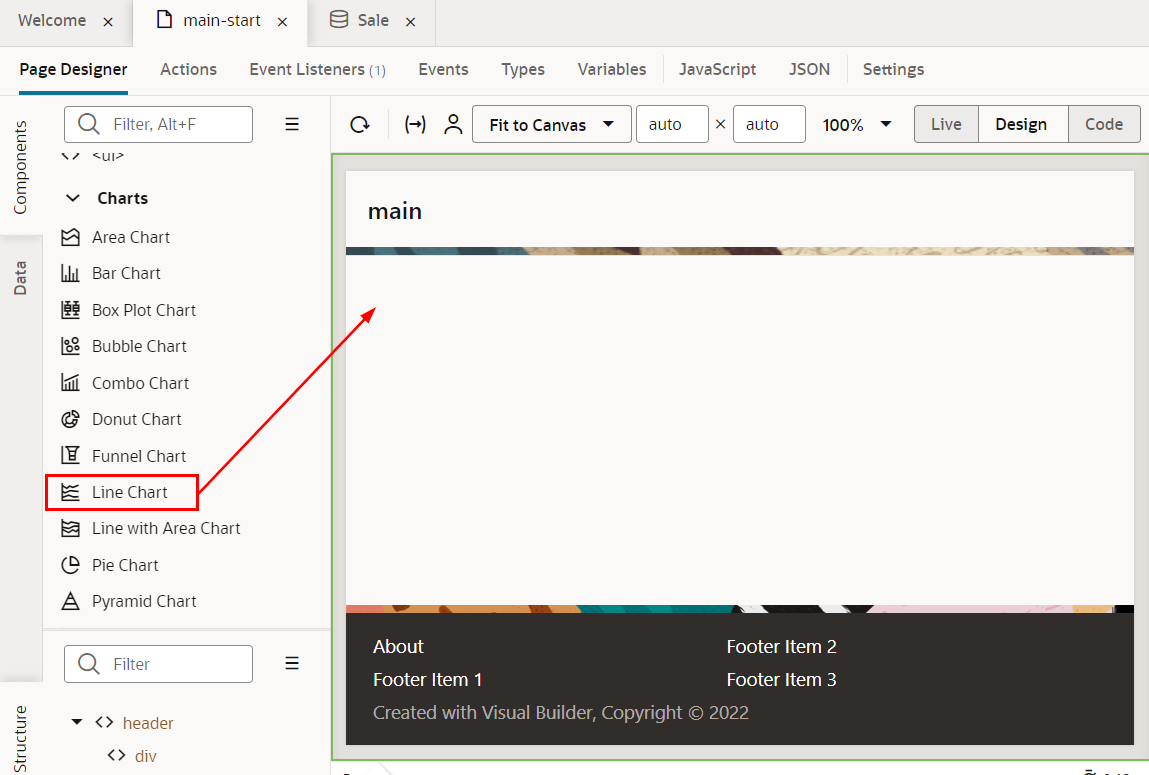 Welcome × main-start × Sale ×
Page Designer Actions Event Listeners (1) Events Types Variables JavaScript JSON Settings
Components
Data
Structure
Filter, Alt+F
<ul>
Charts
Area Chart
Bar Chart
Box Plot Chart
Bubble Chart
Combo Chart
Donut Chart
Funnel Chart
Line Chart
Line with Area Chart
Pie Chart
Pyramid Chart
Filter
header
div
Fit to Canvas auto × auto 100% Live Design Code
main
About Footer Item 2
Footer Item 1 Footer Item 3
Created with Visual Builder, Copyright © 2022